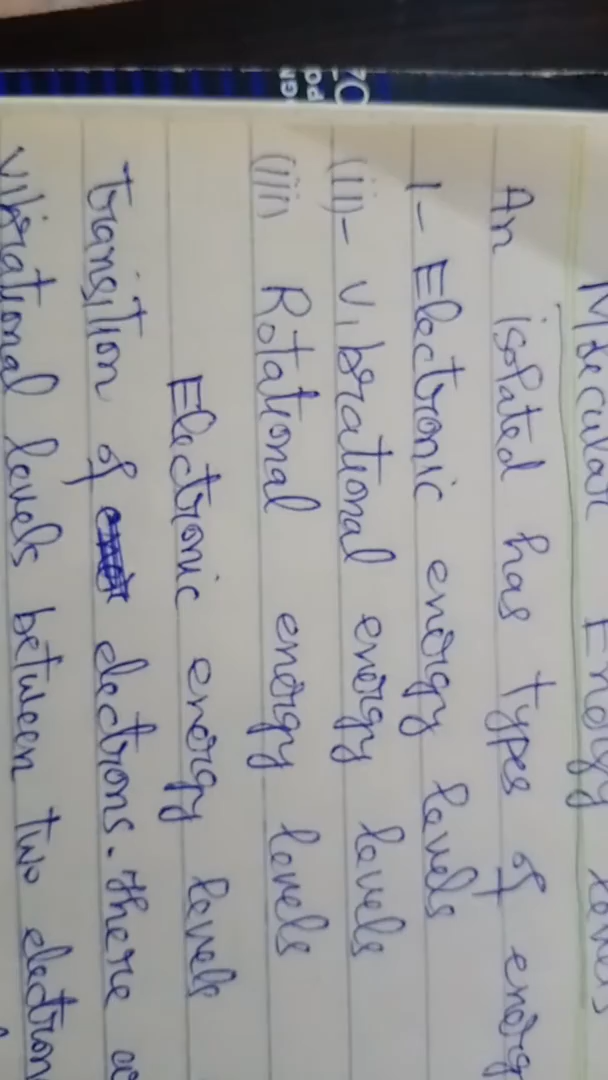 Molecular Energy levels
An isolated has types of energ
1- Electronic energy levels
(ii)- Vibrational energy levels
(iii) Rotational energy levels
Electronic energy levels
transition of electrons. There a
vibrational levels between two electron